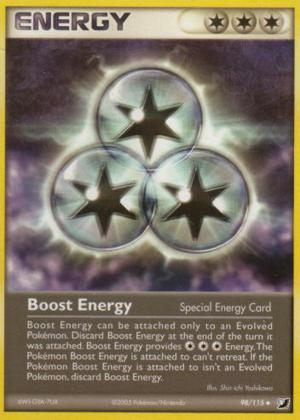 ENERGY
Boost Energy Special Energy Card
Boost Energy can be attached only to an Evolved
Pokémon. Discard Boost Energy at the end of the turn it
was attached. Boost Energy provides Energy. The
Pokémon Boost Energy is attached to can't retreat. If the
Pokémon Boost Energy is attached to isn't an Evolved
Pokémon, discard Boost Energy.
Illus. Shin-ichi Yoshikawa
©2005 Pokémon/Nintendo 98/115